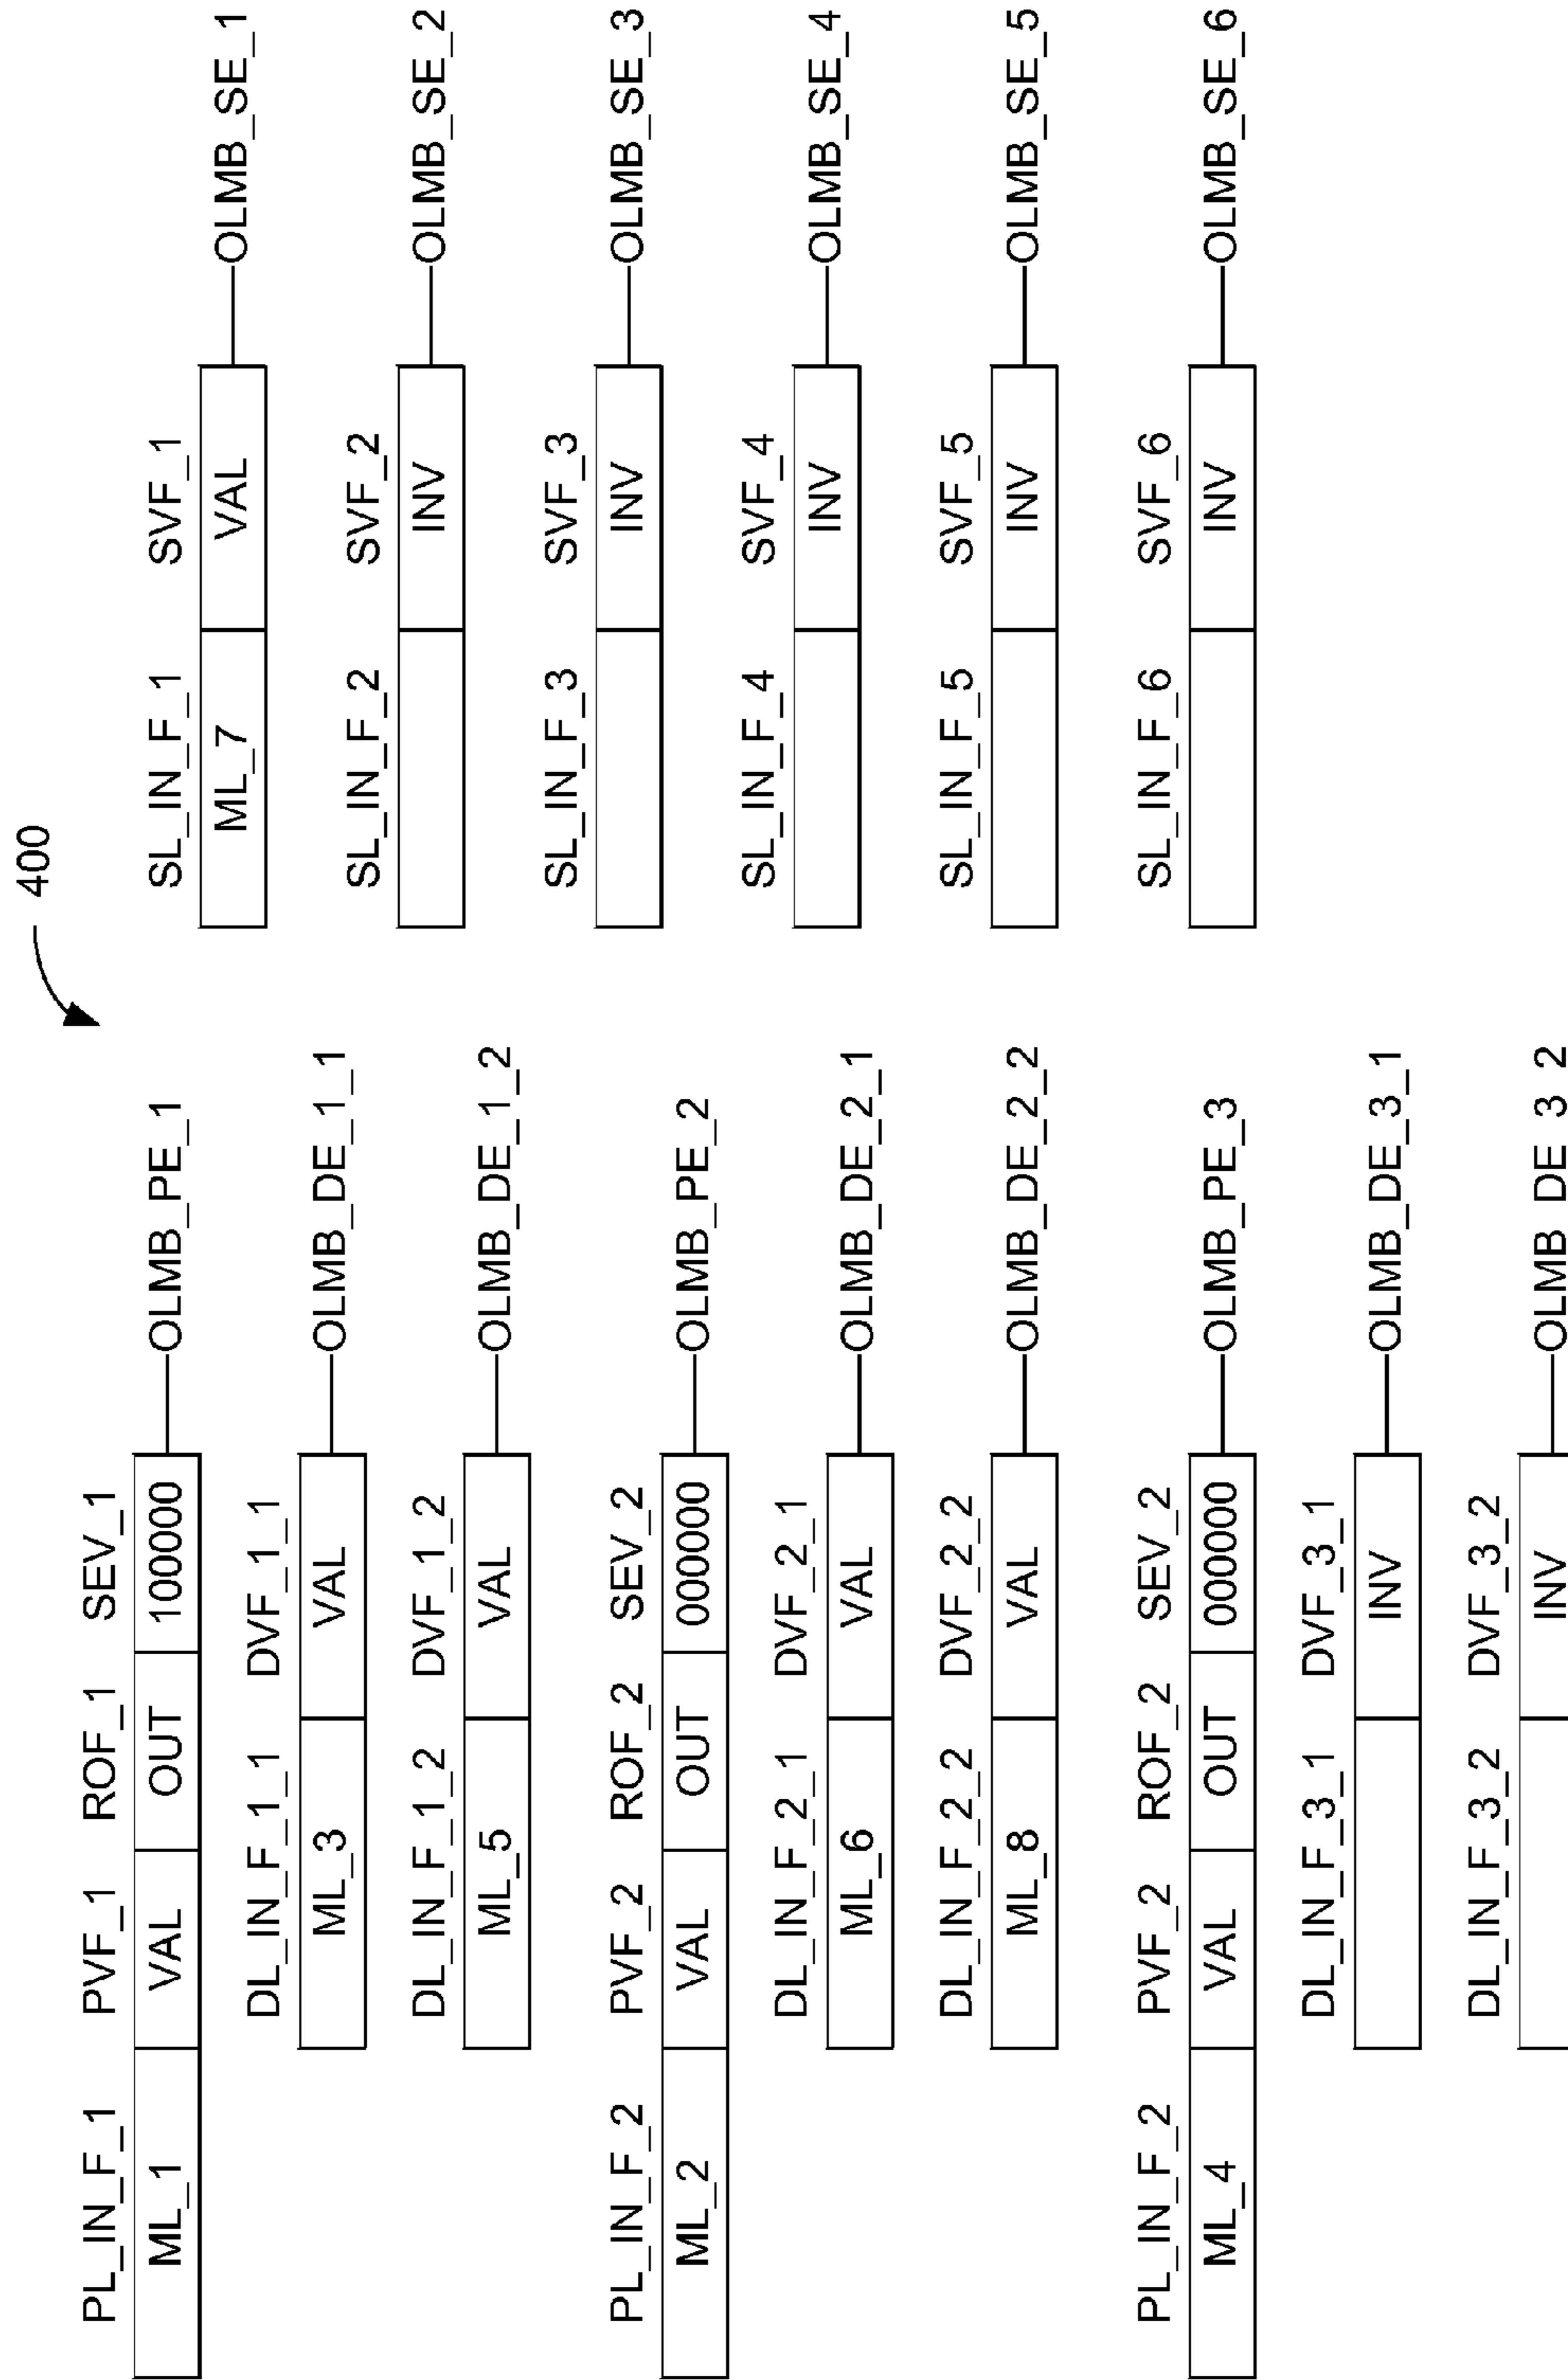 400
PL_IN_F_1 PVF_1 ROF_1 SEV_1
ML_1 VAL OUT 100000 OLMB_PE_1
DL_IN_F_1_1 DVF_1_1
ML_3 VAL OLMB_DE_1_1
DL_IN_F_1_2 DVF_1_2
ML_5 VAL OLMB_DE_1_2
PL_IN_F_2 PVF_2 ROF_2 SEV_2
ML_2 VAL OUT 000000 OLMB_PE_2
DL_IN_F_2_1 DVF_2_1
ML_6 VAL OLMB_DE_2_1
DL_IN_F_2_2 DVF_2_2
ML_8 VAL OLMB_DE_2_2
PL_IN_F_2 PVF_2 ROF_2 SEV_2
ML_4 VAL OUT 000000 OLMB_PE_3
DL_IN_F_3_1 DVF_3_1
INV OLMB_DE_3_1
DL_IN_F_3_2 DVF_3_2
INV OLMB_DE_3_2
SL_IN_F_1 SVF_1
ML_7 VAL OLMB_SE_1
SL_IN_F_2 SVF_2
INV OLMB_SE_2
SL_IN_F_3 SVF_3
INV OLMB_SE_3
SL_IN_F_4 SVF_4
INV OLMB_SE_4
SL_IN_F_5 SVF_5
INV OLMB_SE_5
SL_IN_F_6 SVF_6
INV OLMB_SE_6